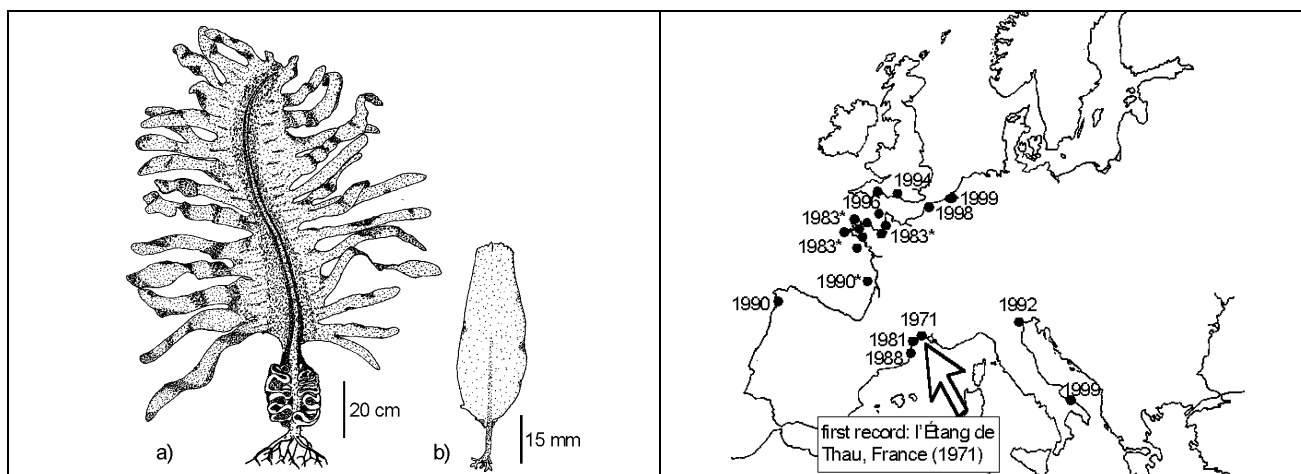 20 cm
15 mm
a)
b)
1994
1999
1996
1998
1983*
1983*
1983*
1990*
1990
1992
1971
1981
1988
1999
first record: l'Étang de
Thau, France (1971)